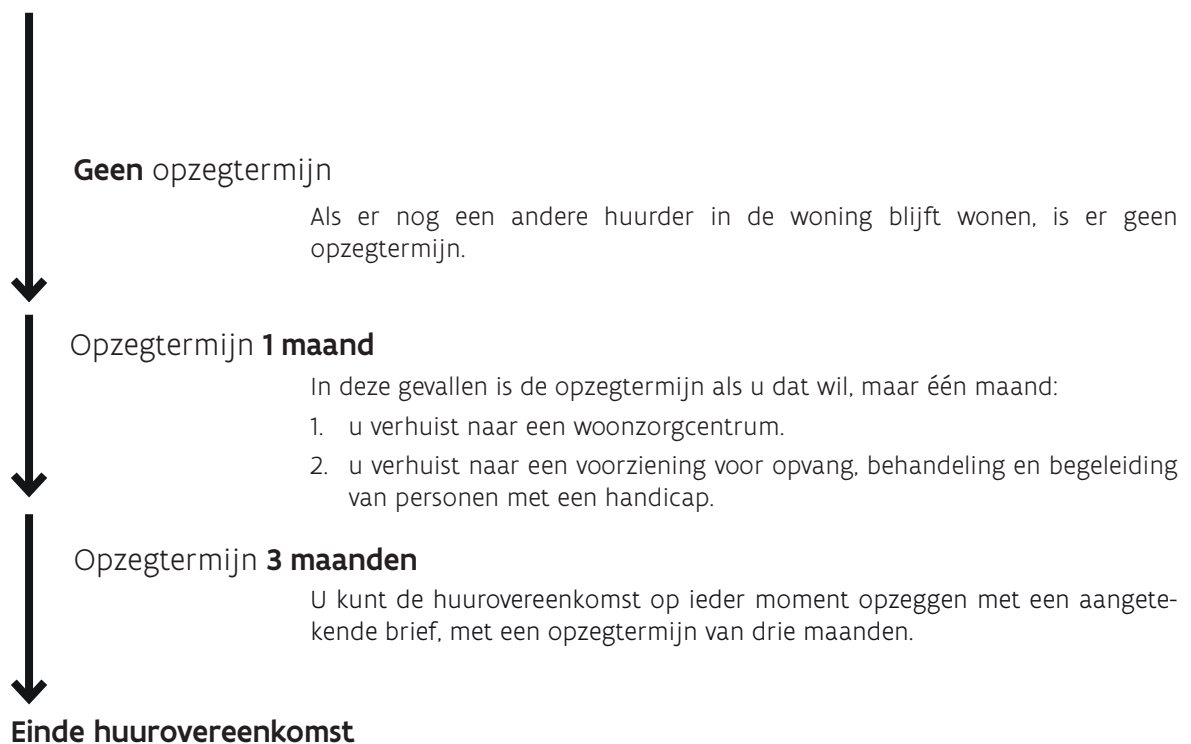 Geen opzegtermijn
Als er nog een andere huurder in de woning blijft wonen, is er geen
opzegtermijn.
Opzegtermijn 1 maand
In deze gevallen is de opzegtermijn als u dat wil, maar één maand:
1. u verhuist naar een woonzorgcentrum.
2. u verhuist naar een voorziening voor opvang, behandeling en begeleiding
van personen met een handicap.
Opzegtermijn 3 maanden
U kunt de huurovereenkomst op ieder moment opzeggen met een aangete-
kende brief, met een opzegtermijn van drie maanden.
Einde huurovereenkomst